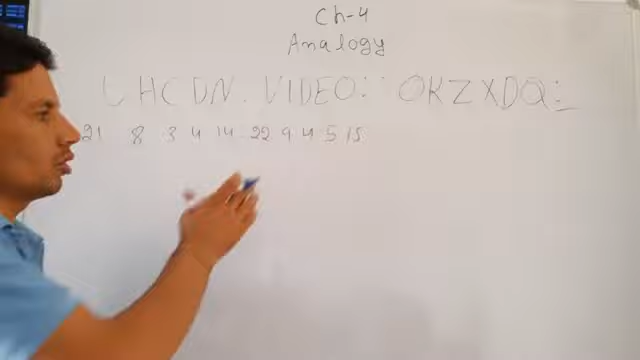 Ch-4
Analogy
UHCDN : VIDEO :: OKZXDQ : _
21 8 3 4 14 22 9 4 5 15